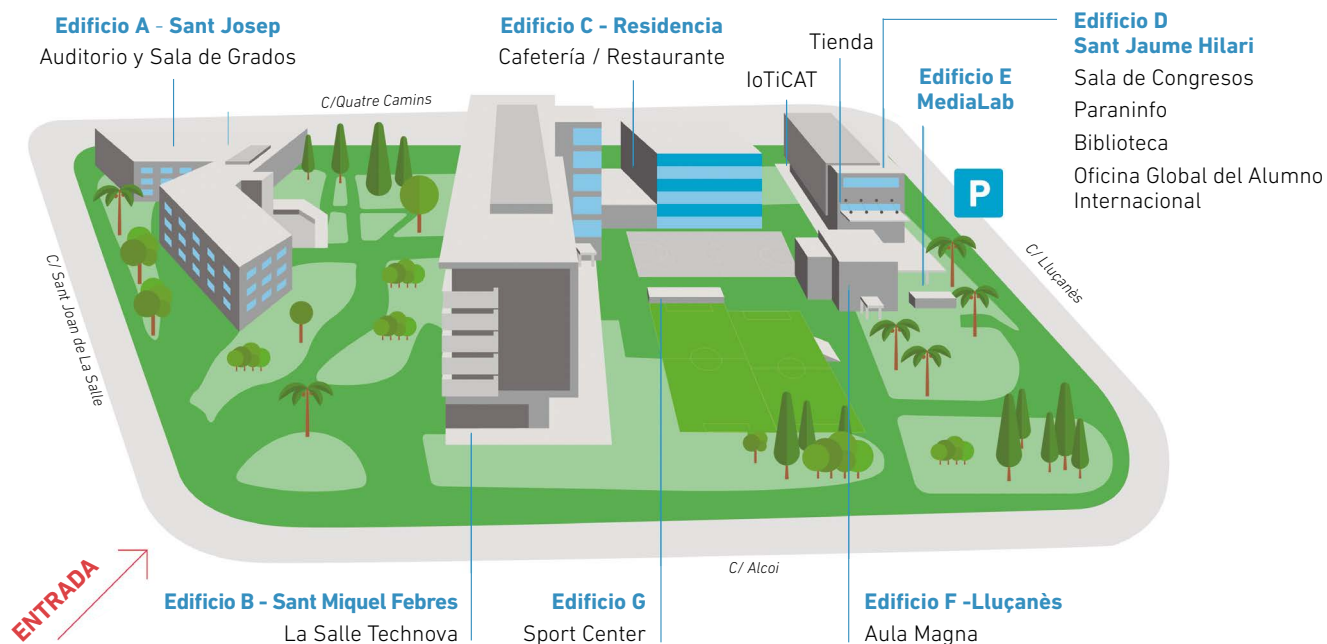 Edificio A - Sant Josep
Auditorio y Sala de Grados
Edificio C - Residencia
Cafetería / Restaurante
Tienda
IoTiCAT
Edificio E
MediaLab
Edificio D
Sant Jaume Hilari
Sala de Congresos
Paraninfo
Biblioteca
Oficina Global del Alumno
Internacional
C/Quatre Camins
P
C/ Sant Joan de La Salle
C/ Lluçanès
C/ Alcoi
ENTRADA
Edificio B - Sant Miquel Febres
La Salle Technova
Edificio G
Sport Center
Edificio F -Lluçanès
Aula Magna